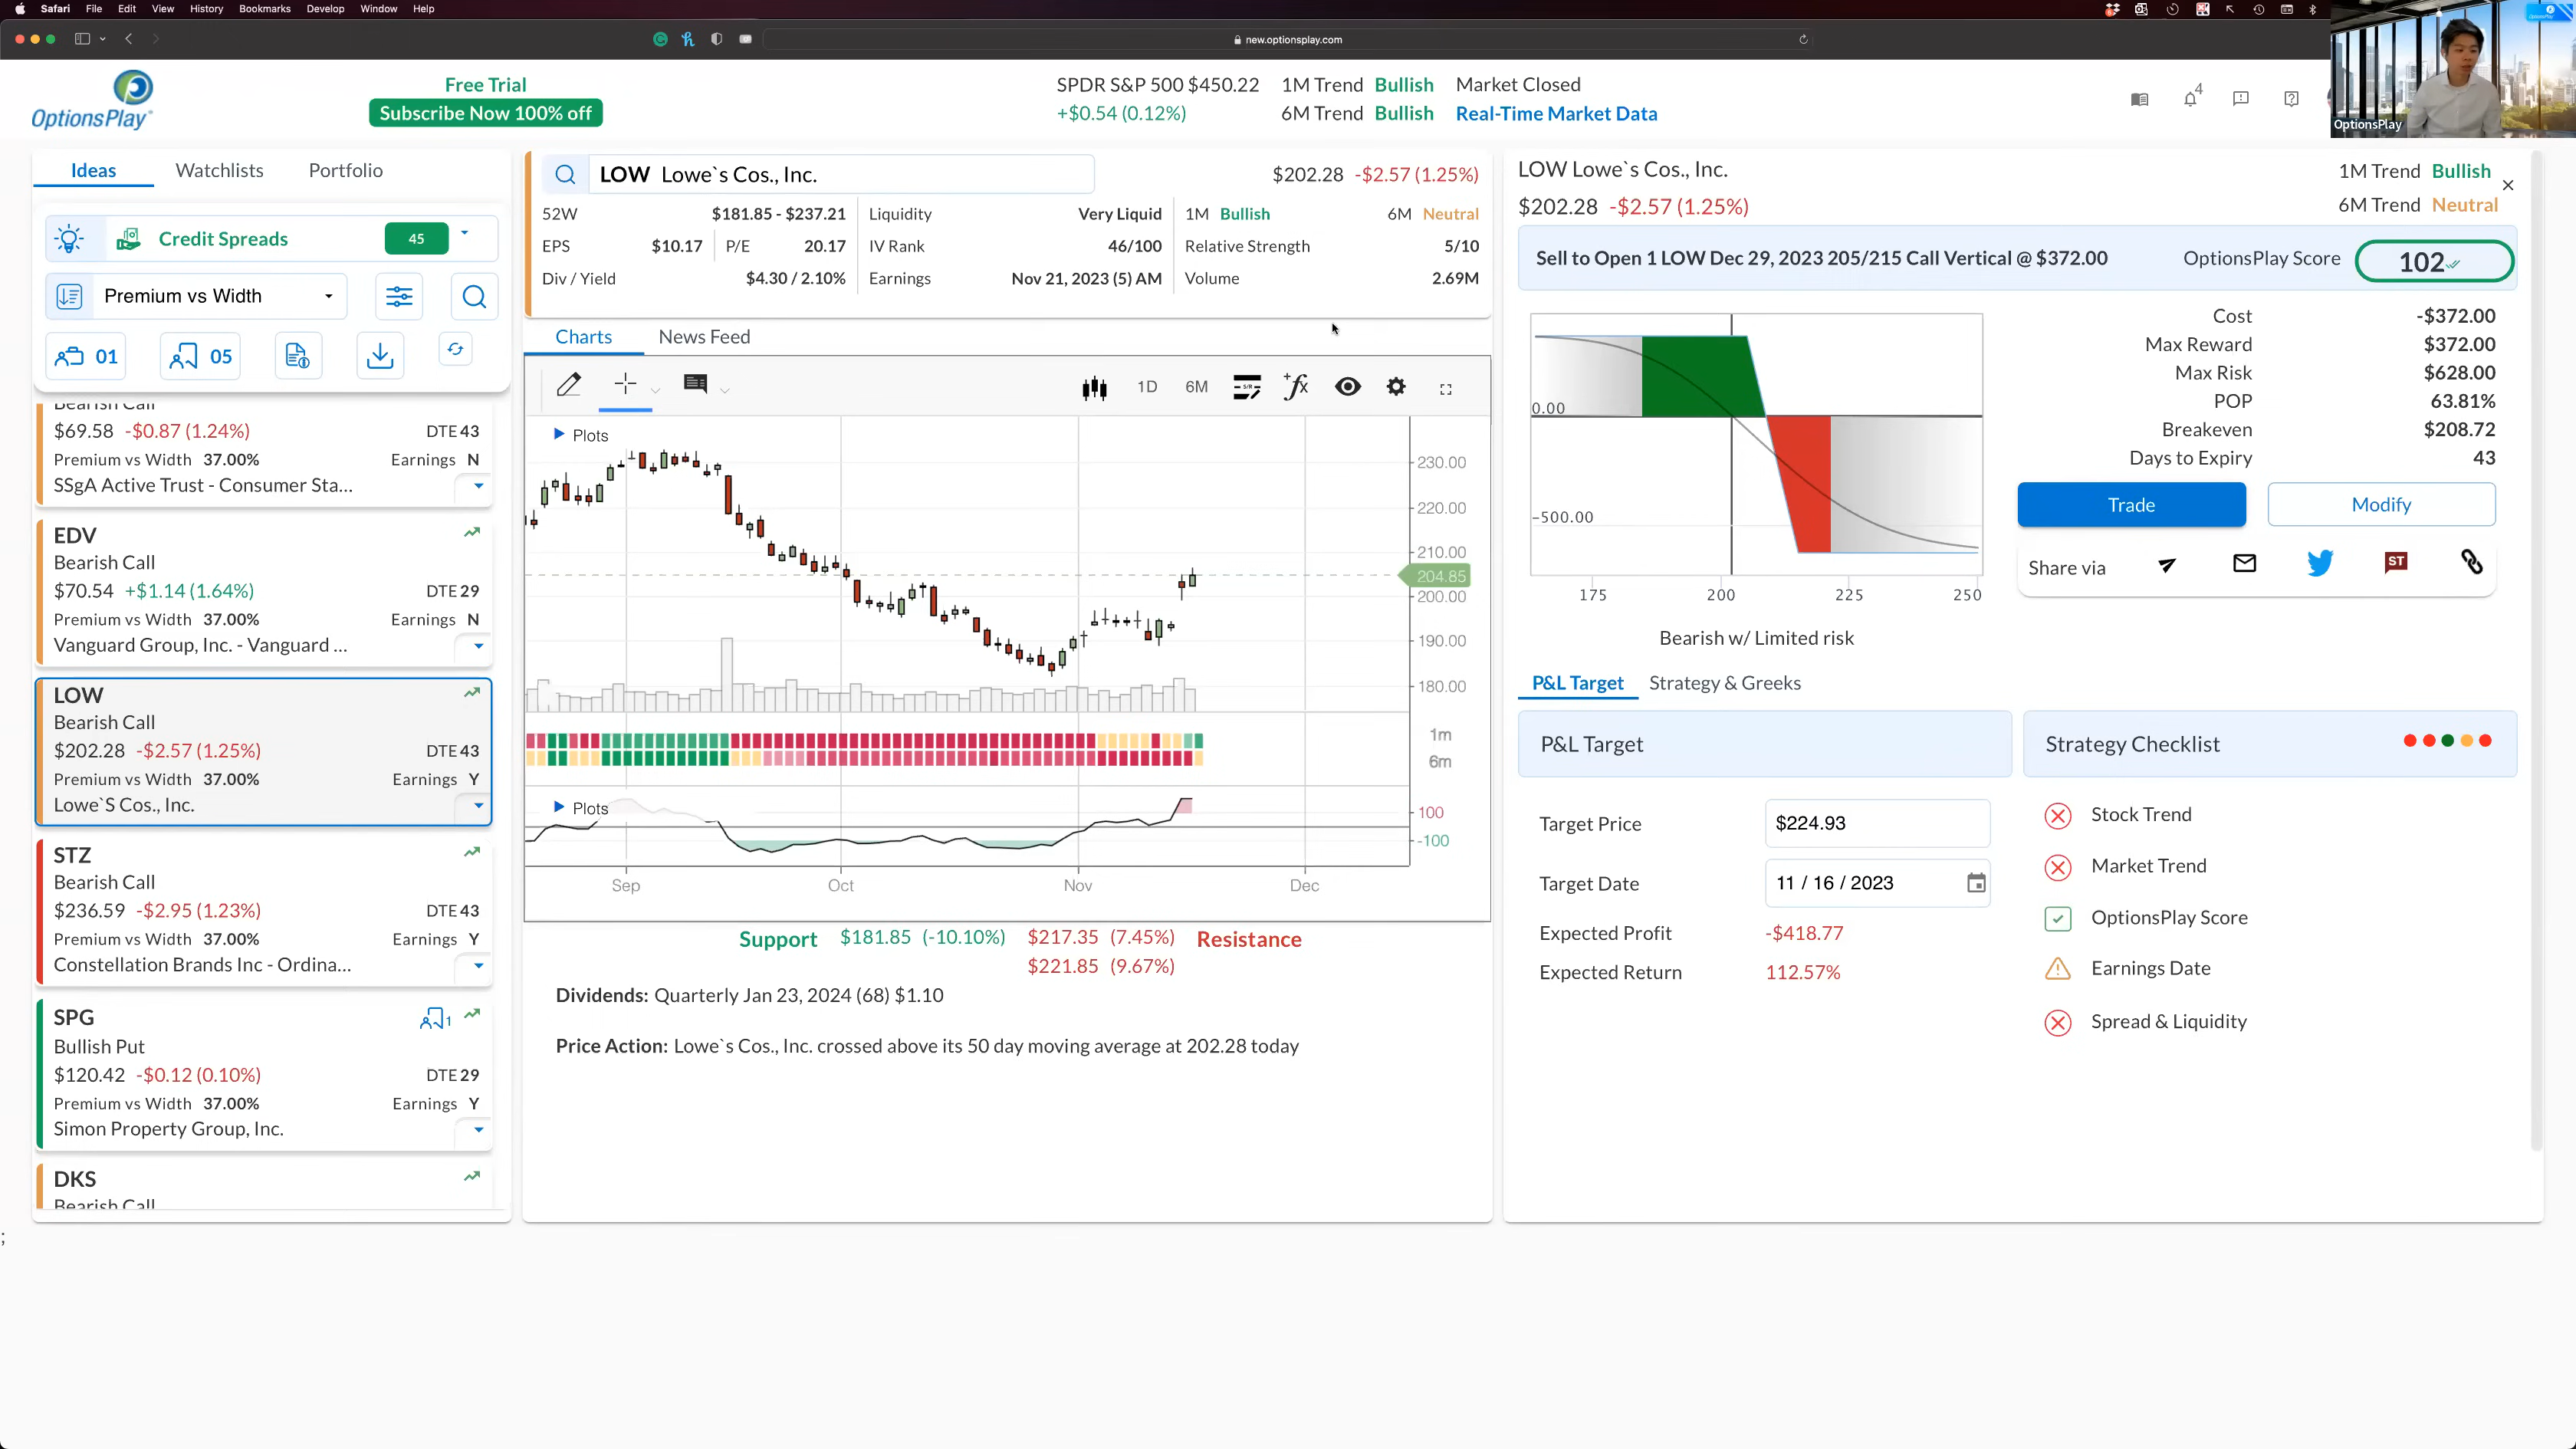 Safari File Edit View History Bookmarks Develop Window Help
new.optionsplay.com
OptionsPlay
Free Trial
Subscribe Now 100% off
SPDR S&P 500 $450.22 1M Trend Bullish Market Closed
+$0.54 (0.12%) 6M Trend Bullish Real-Time Market Data
4
OptionsPlay
Ideas Watchlists Portfolio
Credit Spreads 45
Premium vs Width
01 05
Bearish Call
$69.58 -$0.87 (1.24%) DTE 43
Premium vs Width 37.00% Earnings N
SSgA Active Trust - Consumer Sta...
EDV
Bearish Call
$70.54 +$1.14 (1.64%) DTE 29
Premium vs Width 37.00% Earnings N
Vanguard Group, Inc. - Vanguard ...
LOW
Bearish Call
$202.28 -$2.57 (1.25%) DTE 43
Premium vs Width 37.00% Earnings Y
Lowe`S Cos., Inc.
STZ
Bearish Call
$236.59 -$2.95 (1.23%) DTE 43
Premium vs Width 37.00% Earnings Y
Constellation Brands Inc - Ordina...
SPG 1
Bullish Put
$120.42 -$0.12 (0.10%) DTE 29
Premium vs Width 37.00% Earnings Y
Simon Property Group, Inc.
DKS
Bearish Call
;
LOW Lowe`s Cos., Inc. $202.28 -$2.57 (1.25%)
52W $181.85 - $237.21 Liquidity Very Liquid 1M Bullish 6M Neutral
EPS $10.17 P/E 20.17 IV Rank 46/100 Relative Strength 5/10
Div / Yield $4.30 / 2.10% Earnings Nov 21, 2023 (5) AM Volume 2.69M
Charts News Feed
1D 6M S/R fx
Plots
230.00
220.00
210.00
204.85
200.00
190.00
180.00
1m
6m
Plots
100
-100
Sep Oct Nov Dec
Support $181.85 (-10.10%) $217.35 (7.45%) Resistance
$221.85 (9.67%)
Dividends: Quarterly Jan 23, 2024 (68) $1.10
Price Action: Lowe`s Cos., Inc. crossed above its 50 day moving average at 202.28 today
LOW Lowe`s Cos., Inc. 1M Trend Bullish
$202.28 -$2.57 (1.25%) 6M Trend Neutral
Sell to Open 1 LOW Dec 29, 2023 205/215 Call Vertical @ $372.00 OptionsPlay Score 102
0.00
-500.00
175 200 225 250
Bearish w/ Limited risk
Cost -$372.00
Max Reward $372.00
Max Risk $628.00
POP 63.81%
Breakeven $208.72
Days to Expiry 43
Trade Modify
Share via ST
P&L Target Strategy & Greeks
P&L Target
Target Price $224.93
Target Date 11 / 16 / 2023
Expected Profit -$418.77
Expected Return 112.57%
Strategy Checklist
Stock Trend
Market Trend
OptionsPlay Score
Earnings Date
Spread & Liquidity